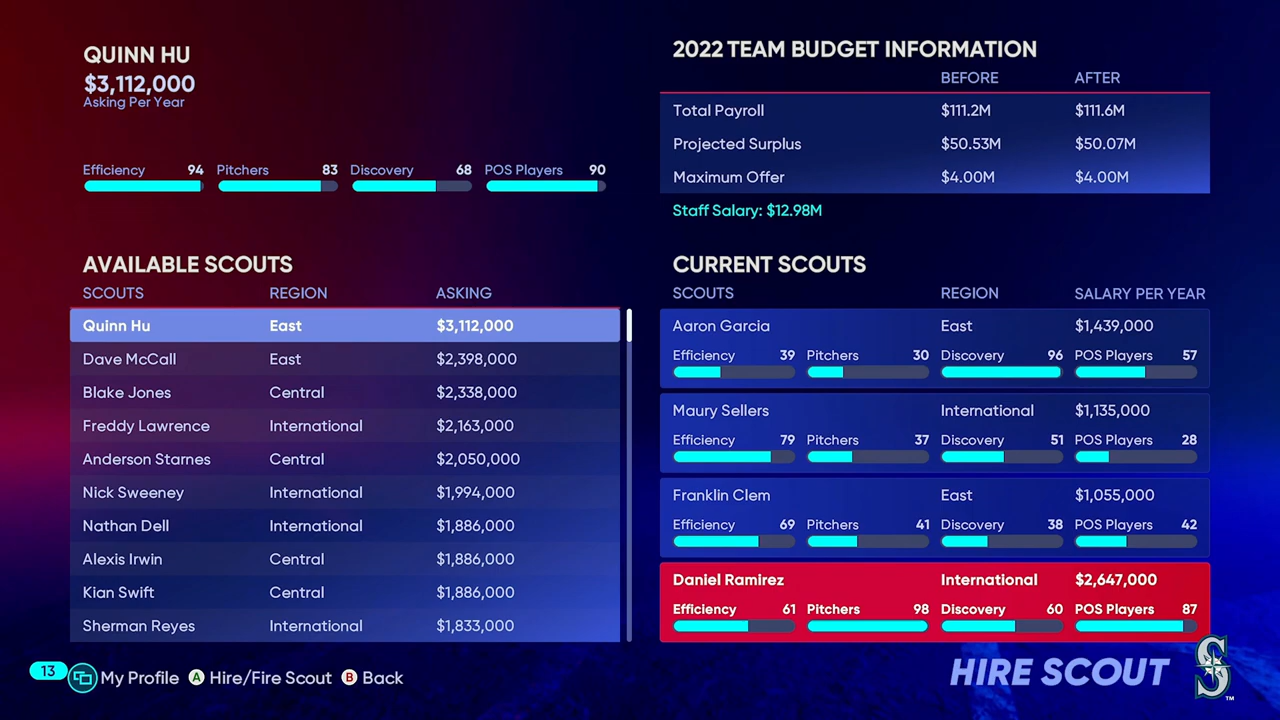 QUINN HU
$3,112,000
Asking Per Year
Efficiency 94 Pitchers 83 Discovery 68 POS Players 90
2022 TEAM BUDGET INFORMATION
BEFORE AFTER
Total Payroll $111.2M $111.6M
Projected Surplus $50.53M $50.07M
Maximum Offer $4.00M $4.00M
Staff Salary: $12.98M
AVAILABLE SCOUTS
SCOUTS REGION ASKING
Quinn Hu East $3,112,000
Dave McCall East $2,398,000
Blake Jones Central $2,338,000
Freddy Lawrence International $2,163,000
Anderson Starnes Central $2,050,000
Nick Sweeney International $1,994,000
Nathan Dell International $1,886,000
Alexis Irwin Central $1,886,000
Kian Swift Central $1,886,000
Sherman Reyes International $1,833,000
CURRENT SCOUTS
SCOUTS REGION SALARY PER YEAR
Aaron Garcia East $1,439,000
Efficiency 39 Pitchers 30 Discovery 96 POS Players 57
Maury Sellers International $1,135,000
Efficiency 79 Pitchers 37 Discovery 51 POS Players 28
Franklin Clem East $1,055,000
Efficiency 69 Pitchers 41 Discovery 38 POS Players 42
Daniel Ramirez International $2,647,000
Efficiency 61 Pitchers 98 Discovery 60 POS Players 87
13 My Profile A Hire/Fire Scout B Back
HIRE SCOUT S TM